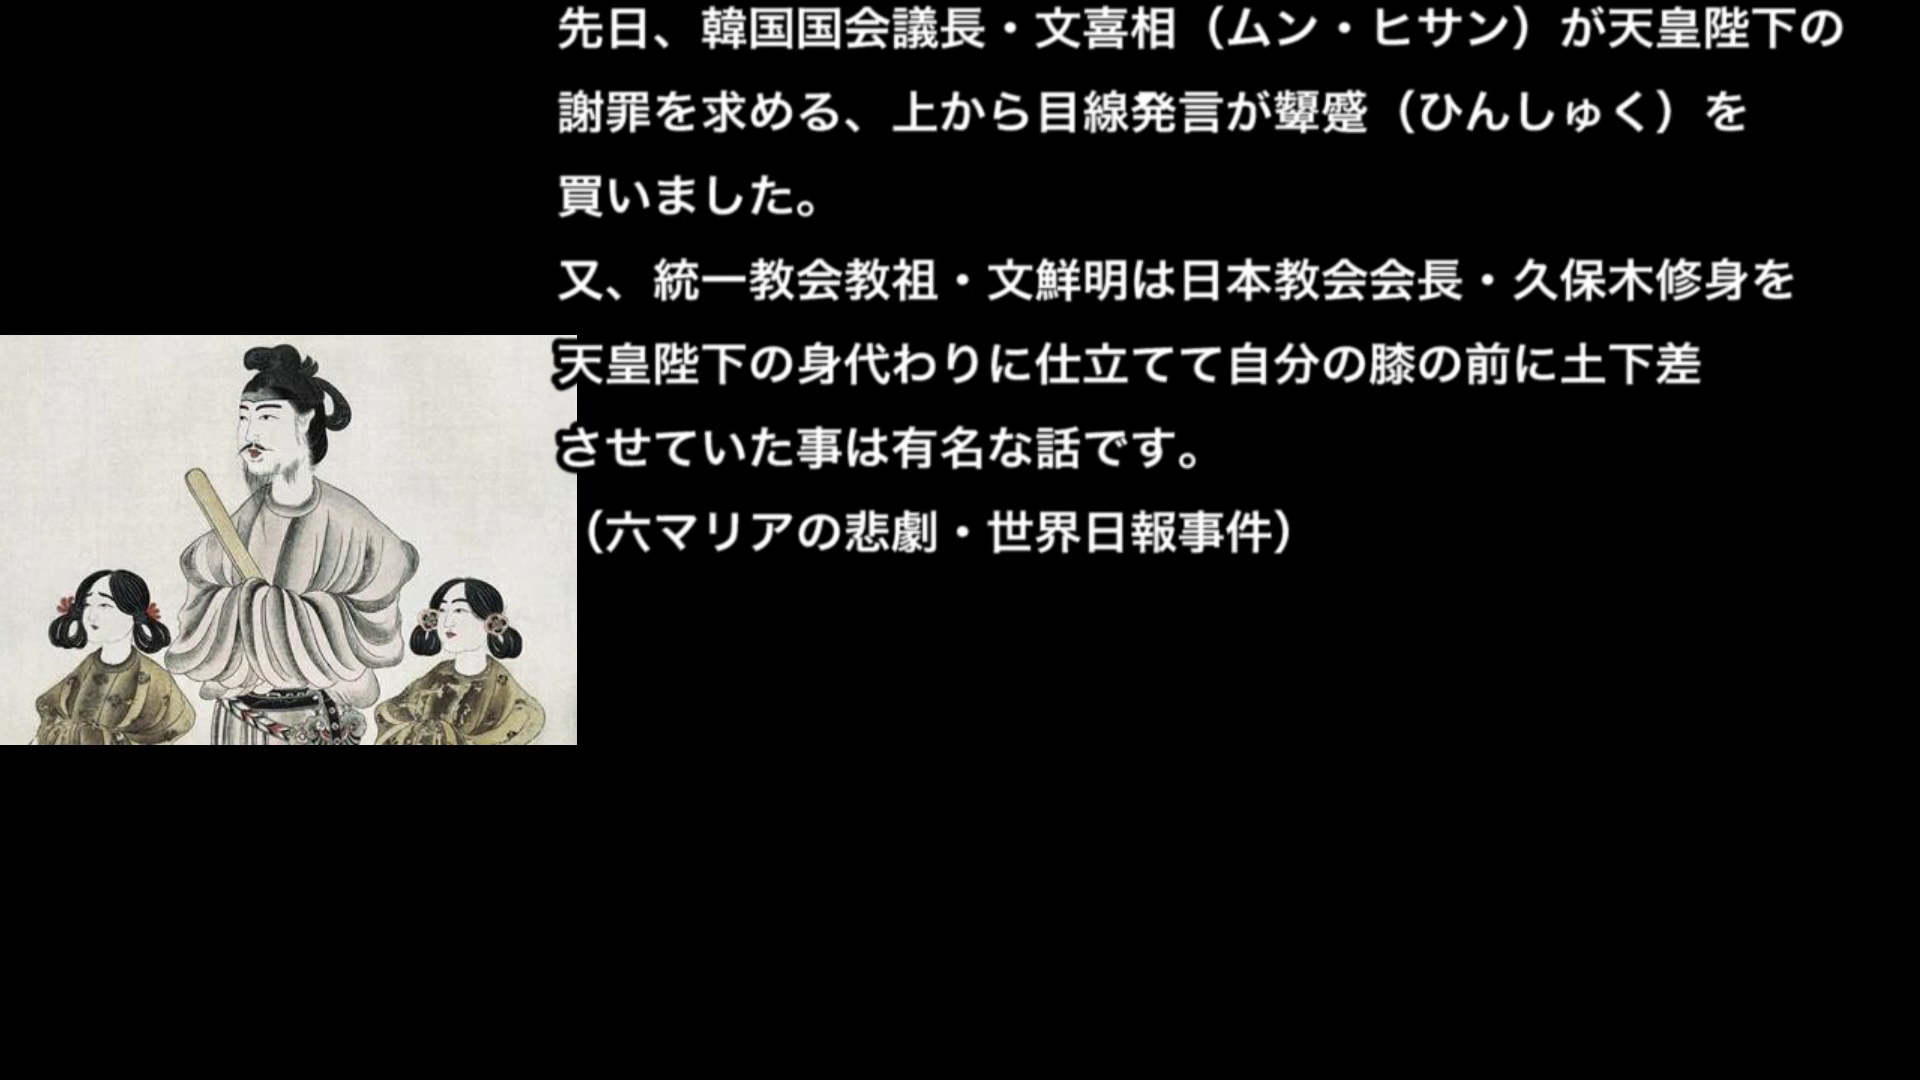 先日、韓国国会議長・文喜相（ムン・ヒサン）が天皇陛下の
謝罪を求める、上から目線発言が顰蹙（ひんしゅく）を
買いました。
又、統一教会教祖・文鮮明は日本教会会長・久保木修身を
天皇陛下の身代わりに仕立てて自分の膝の前に土下差
させていた事は有名な話です。
（六マリアの悲劇・世界日報事件）